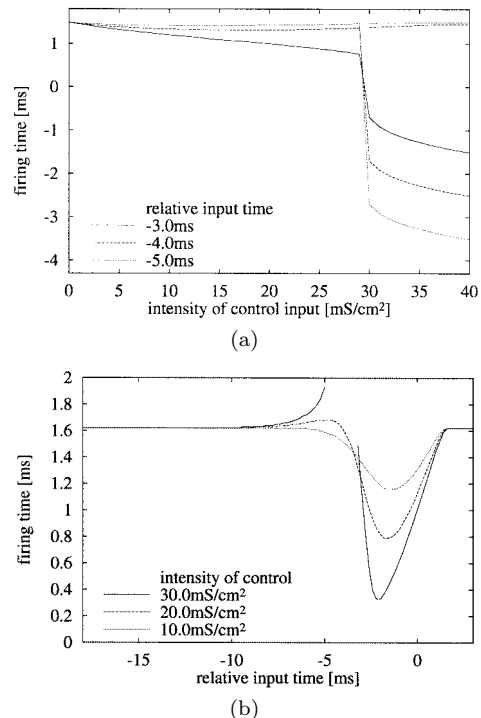 firing time [ms]
1
0
-1
-2
-3
-4
relative input time
-3.0ms
-4.0ms
-5.0ms
0 5 10 15 20 25 30 35 40
intensity of control input [mS/cm²]
(a)
firing time [ms]
2
1.8
1.6
1.4
1.2
1
0.8
0.6
0.4
0.2
0
intensity of control
30.0mS/cm²
20.0mS/cm²
10.0mS/cm²
-15 -10 -5 0
relative input time [ms]
(b)